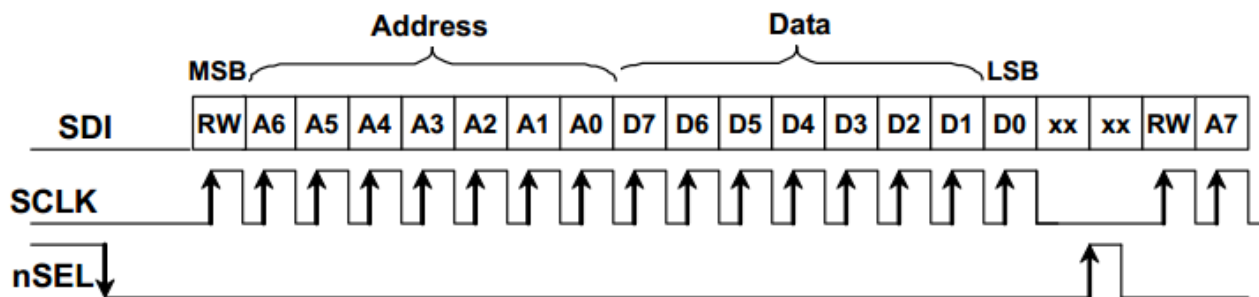 Address Data
MSB LSB
SDI RW A6 A5 A4 A3 A2 A1 A0 D7 D6 D5 D4 D3 D2 D1 D0 xx xx RW A7
SCLK
nSEL